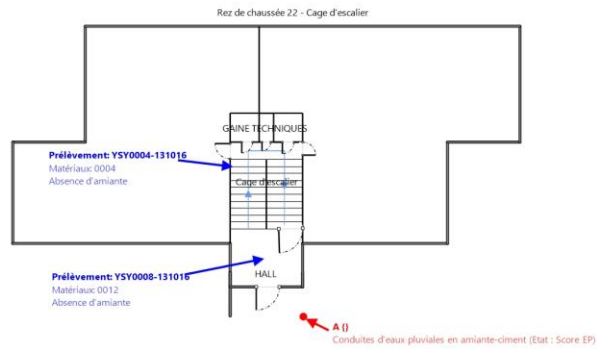 Rez de chaussée 22 - Cage d'escalier
GAINE TECHNIQUES
Prélèvement: YSY0004-131016
Matériaux: 0004
Absence d'amiante
Cage d'escalier
Prélèvement: YSY0008-131016
Matériaux: 0012
Absence d'amiante
HALL
A ()
Conduites d'eaux pluviales en amiante-ciment (Etat : Score EP)